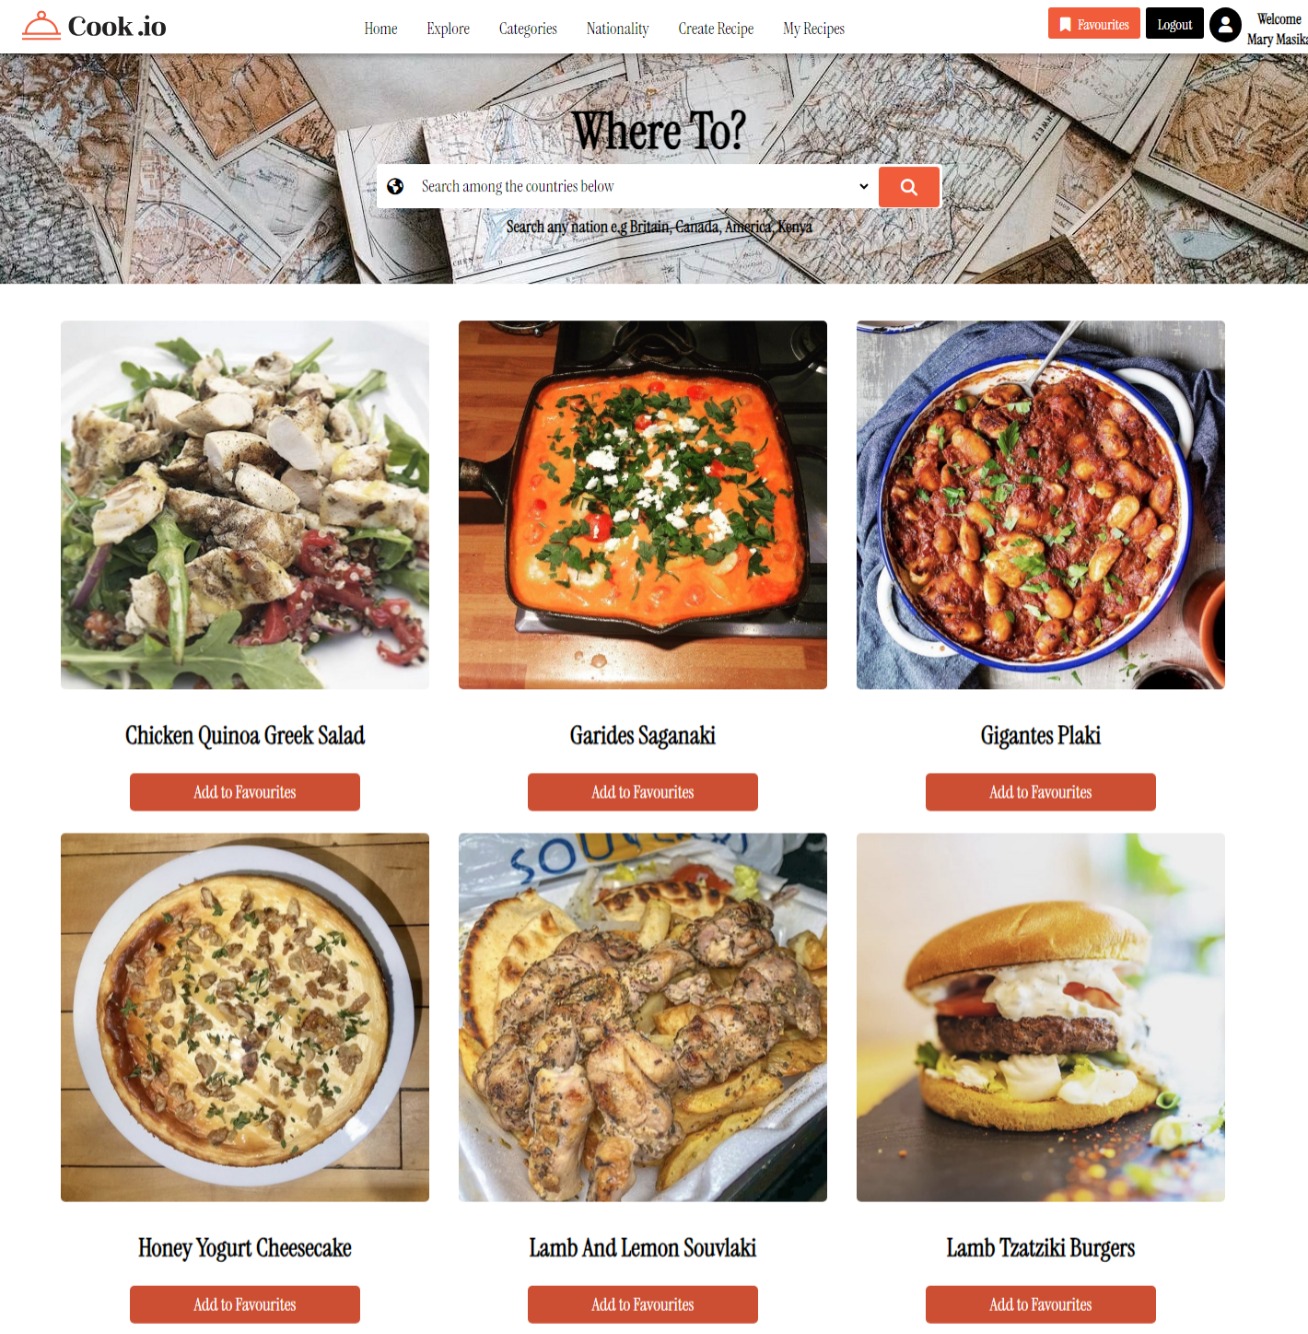 Cook.io
Home
Explore
Categories
Nationality
Create Recipe
My Recipes
Favourites
Logout
Welcome
Mary Masika
Where To?
Search among the countries below
Search any nation e.g Britain, Canada, America, Kenya
Chicken Quinoa Greek Salad
Garides Saganaki
Gigantes Plaki
Add to Favourites
Add to Favourites
Add to Favourites
Honey Yogurt Cheesecake
Lamb And Lemon Souvlaki
Lamb Tzatziki Burgers
Add to Favourites
Add to Favourites
Add to Favourites